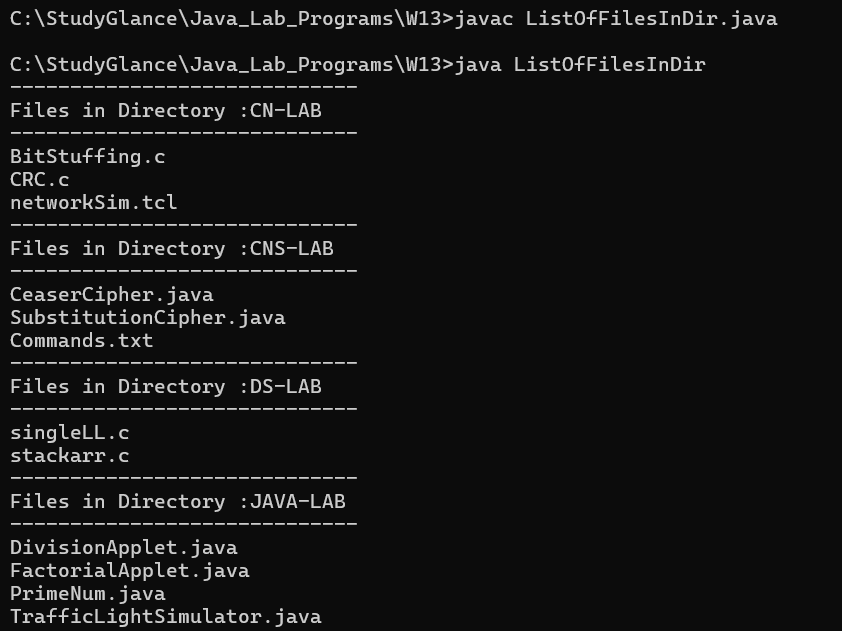 C:\StudyGlance\Java_Lab_Programs\W13>javac ListOfFilesInDir.java
C:\StudyGlance\Java_Lab_Programs\W13>java ListOfFilesInDir
-----------------------------
Files in Directory :CN-LAB
-----------------------------
BitStuffing.c
CRC.c
networkSim.tcl
-----------------------------
Files in Directory :CNS-LAB
-----------------------------
CeaserCipher.java
SubstitutionCipher.java
Commands.txt
-----------------------------
Files in Directory :DS-LAB
-----------------------------
singleLL.c
stackarr.c
-----------------------------
Files in Directory :JAVA-LAB
-----------------------------
DivisionApplet.java
FactorialApplet.java
PrimeNum.java
TrafficLightSimulator.java